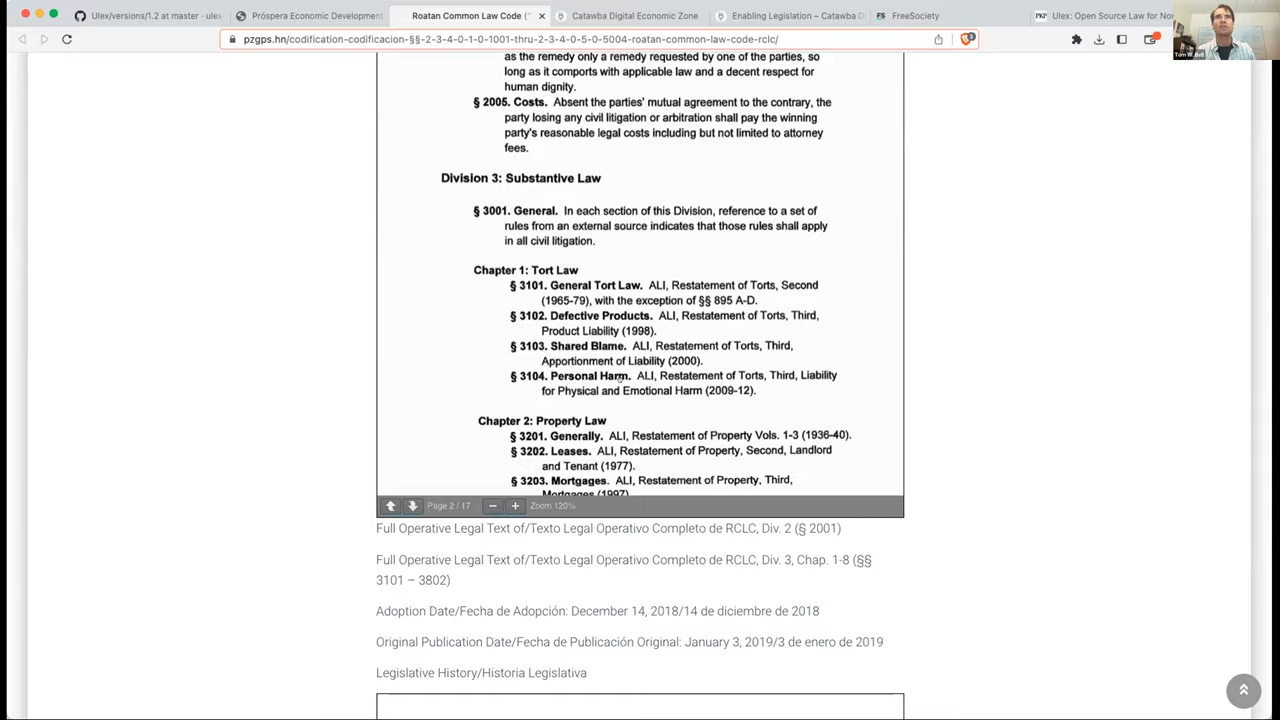 Ulex/versions/1.2 at master · ulex
Próspera Economic Development
Roatan Common Law Code ("
Catawba Digital Economic Zone
Enabling Legislation – Catawba D
FreeSociety
Ulex: Open Source Law for Non
pzgps.hn/codification-codificacion-§§-2-3-4-0-1-0-1001-thru-2-3-4-0-5-0-5004-roatan-common-law-code-rclc/
as the remedy only a remedy requested by one of the parties, so
long as it comports with applicable law and a decent respect for
human dignity.
§ 2005. Costs. Absent the parties' mutual agreement to the contrary, the
party losing any civil litigation or arbitration shall pay the winning
party's reasonable legal costs including but not limited to attorney
fees.
Division 3: Substantive Law
§ 3001. General. In each section of this Division, reference to a set of
rules from an external source indicates that those rules shall apply
in all civil litigation.
Chapter 1: Tort Law
§ 3101. General Tort Law. ALI, Restatement of Torts, Second
(1965-79), with the exception of §§ 895 A-D.
§ 3102. Defective Products. ALI, Restatement of Torts, Third,
Product Liability (1998).
§ 3103. Shared Blame. ALI, Restatement of Torts, Third,
Apportionment of Liability (2000).
§ 3104. Personal Harm. ALI, Restatement of Torts, Third, Liability
for Physical and Emotional Harm (2009-12).
Chapter 2: Property Law
§ 3201. Generally. ALI, Restatement of Property Vols. 1-3 (1936-40).
§ 3202. Leases. ALI, Restatement of Property, Second, Landlord
and Tenant (1977).
§ 3203. Mortgages. ALI, Restatement of Property, Third,
Mortgages (1997)
Page 2 / 17
Zoom 120%
Full Operative Legal Text of/Texto Legal Operativo Completo de RCLC, Div. 2 (§ 2001)
Full Operative Legal Text of/Texto Legal Operativo Completo de RCLC, Div. 3, Chap. 1-8 (§§
3101 – 3802)
Adoption Date/Fecha de Adopción: December 14, 2018/14 de diciembre de 2018
Original Publication Date/Fecha de Publicación Original: January 3, 2019/3 de enero de 2019
Legislative History/Historia Legislativa